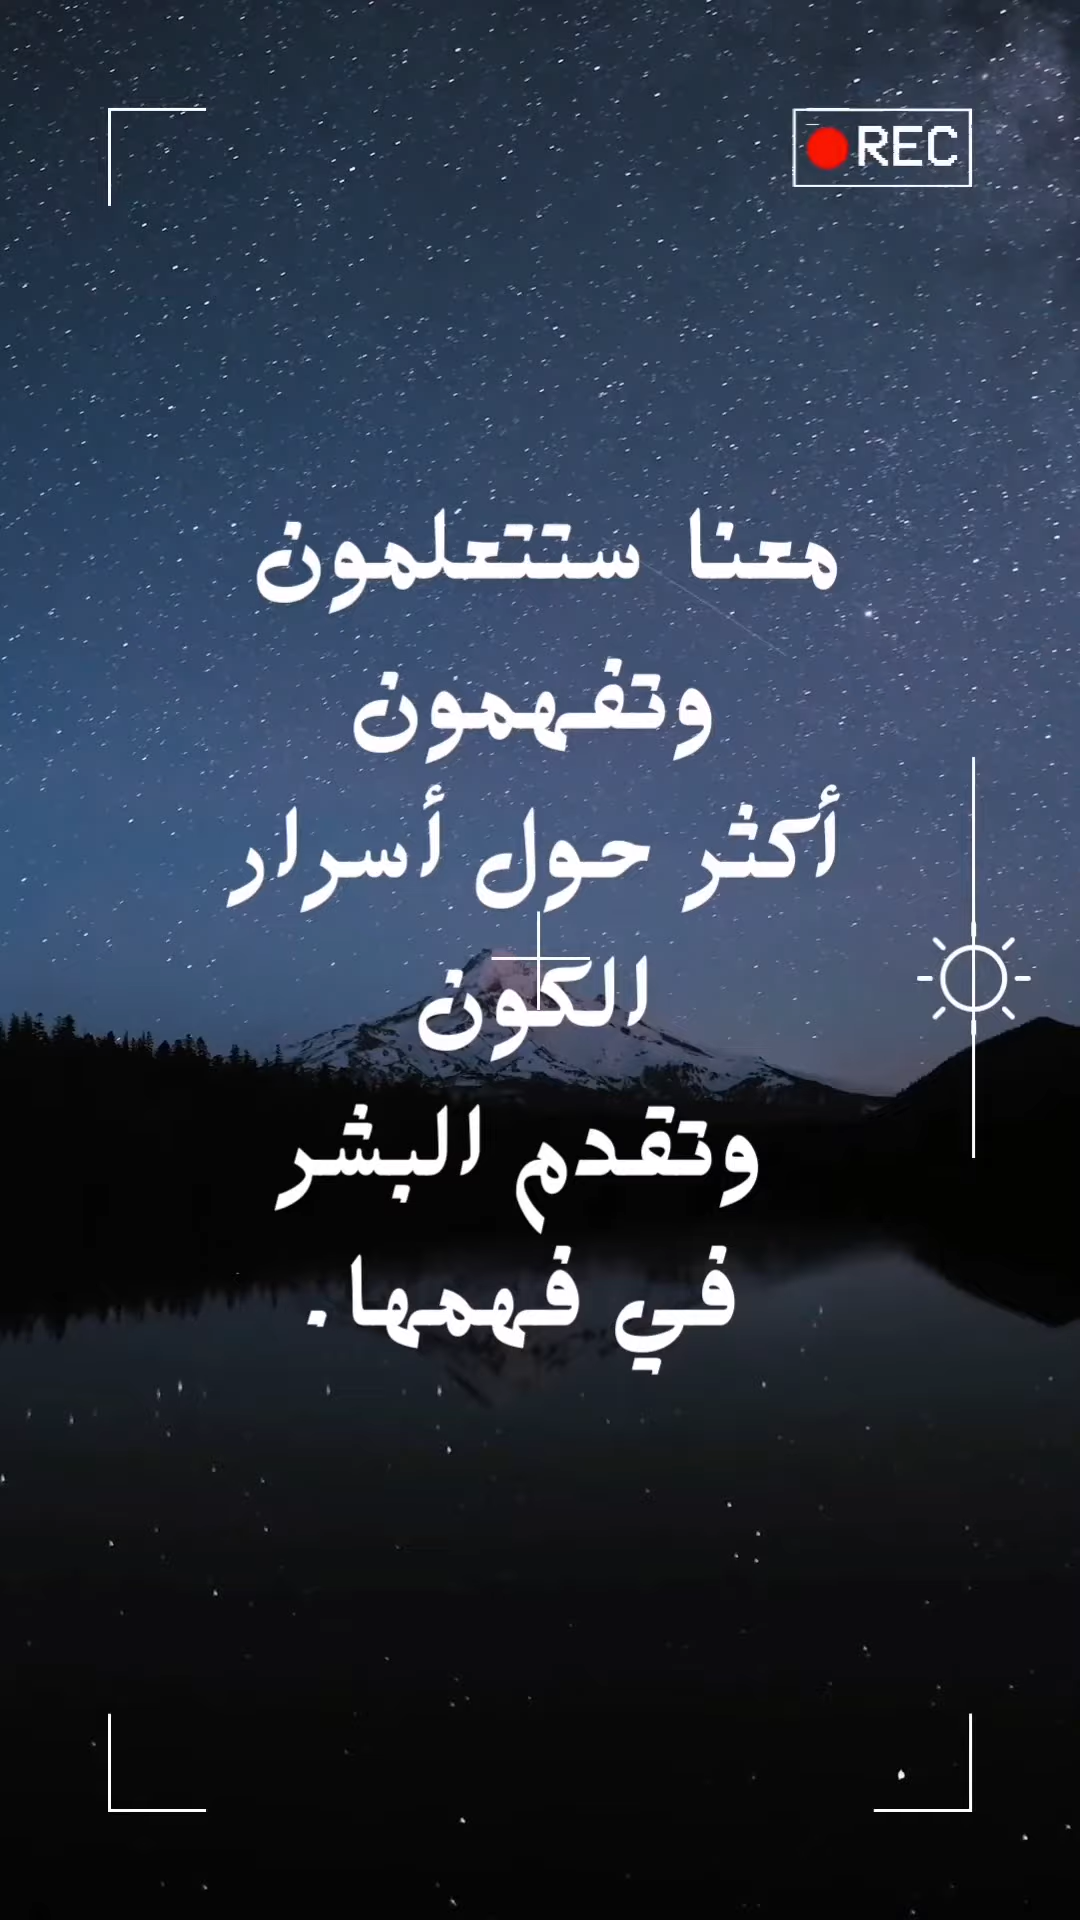 REC
معنا ستتعلمون
وتفهمون
أكثر حول أسرار
الكون
وتقدم البشر
في فهمها.